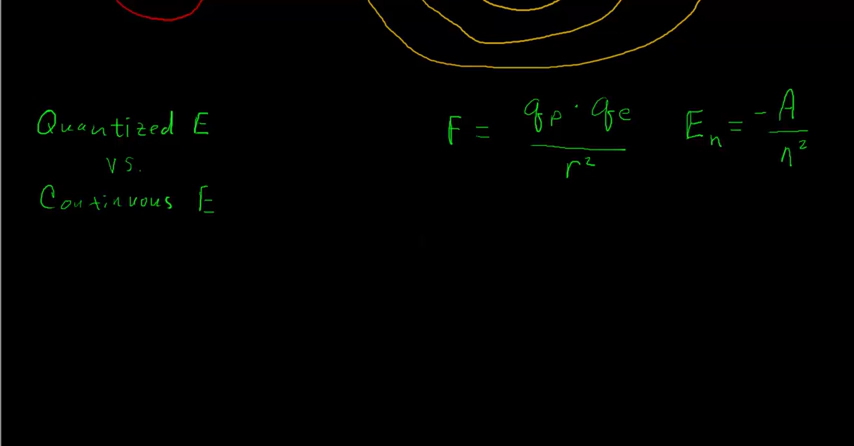 Quantized E
vs.
Continuous E
F = qp · qe / r²
En = -A / n²